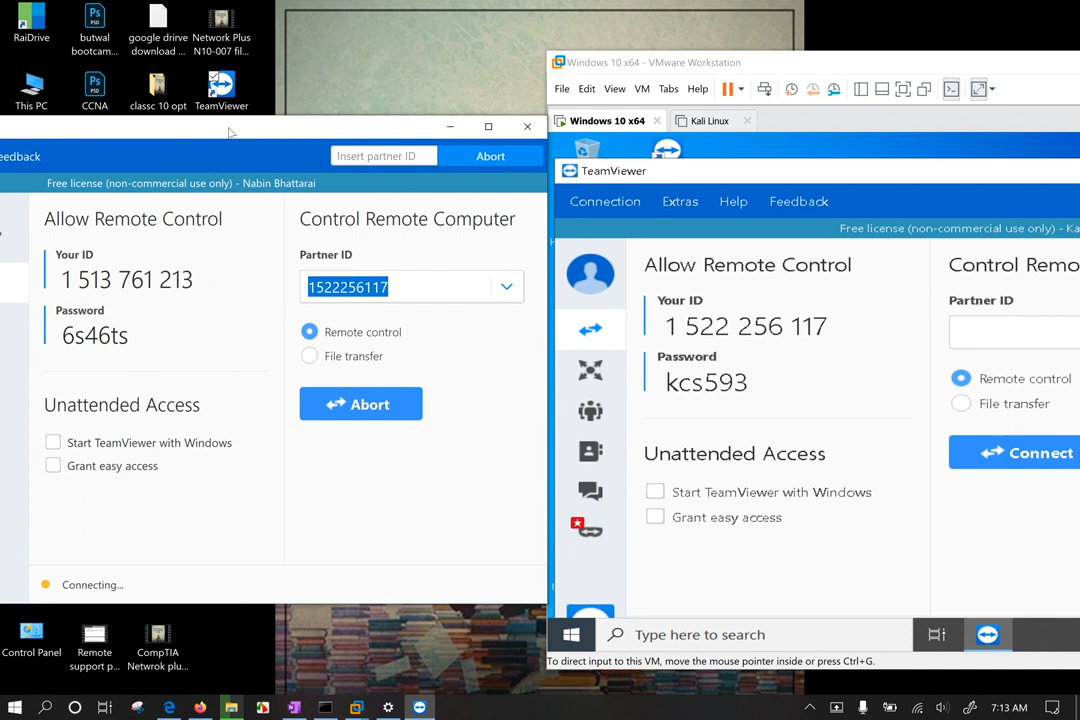 RaiDrive
butwal bootcam...
google drirve download ...
Network Plus N10-007 fil...
This PC
CCNA
classc 10 opt
TeamViewer
eedback
Insert partner ID
Abort
Free license (non-commercial use only) - Nabin Bhattarai
Allow Remote Control
Your ID
1 513 761 213
Password
6s46ts
Unattended Access
Start TeamViewer with Windows
Grant easy access
Control Remote Computer
Partner ID
1522256117
Remote control
File transfer
Abort
Connecting...
Windows 10 x64 - VMware Workstation
File Edit View VM Tabs Help
Windows 10 x64
Kali Linux
TeamViewer
Connection Extras Help Feedback
Free license (non-commercial use only) - Ka
Allow Remote Control
Your ID
1 522 256 117
Password
kcs593
Unattended Access
Start TeamViewer with Windows
Grant easy access
Control Remo
Partner ID
Remote control
File transfer
Connect
Type here to search
To direct input to this VM, move the mouse pointer inside or press Ctrl+G.
Control Panel
Remote support p...
CompTIA Netwrok plu...
7:13 AM